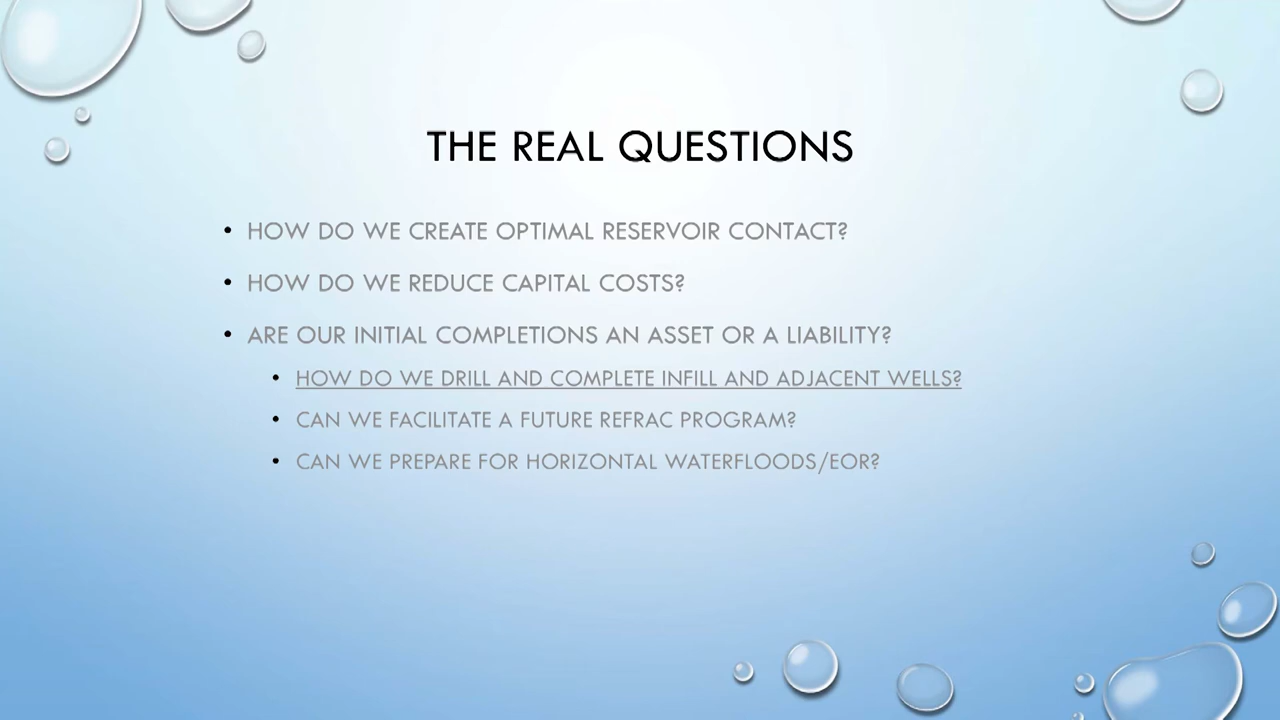 THE REAL QUESTIONS
• HOW DO WE CREATE OPTIMAL RESERVOIR CONTACT?
• HOW DO WE REDUCE CAPITAL COSTS?
• ARE OUR INITIAL COMPLETIONS AN ASSET OR A LIABILITY?
• HOW DO WE DRILL AND COMPLETE INFILL AND ADJACENT WELLS?
• CAN WE FACILITATE A FUTURE REFRAC PROGRAM?
• CAN WE PREPARE FOR HORIZONTAL WATERFLOODS/EOR?